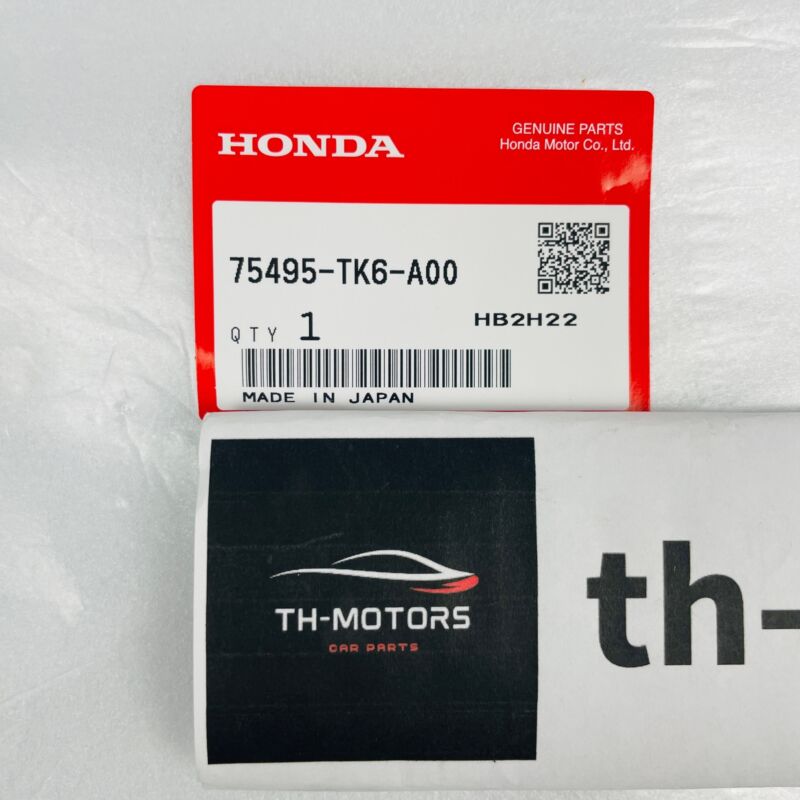 HONDA
GENUINE PARTS
Honda Motor Co., Ltd.
75495-TK6-A00
HB2H22
QTY 1
MADE IN JAPAN
TH-MOTORS
CAR PARTS
th-